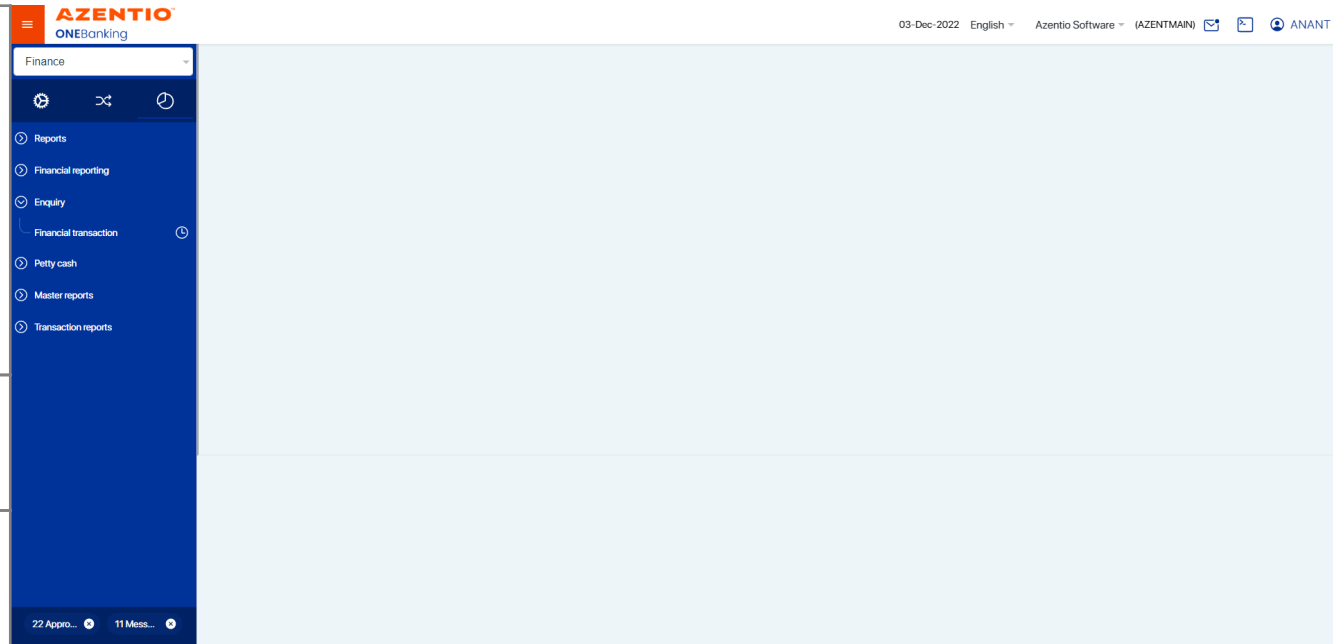 AZENTIO
ONEBanking
03-Dec-2022 English Azentio Software (AZENTMAIN) ANANT
Finance
Reports
Financial reporting
Enquiry
Financial transaction
Petty cash
Master reports
Transaction reports
22 Appro... 11 Mess...